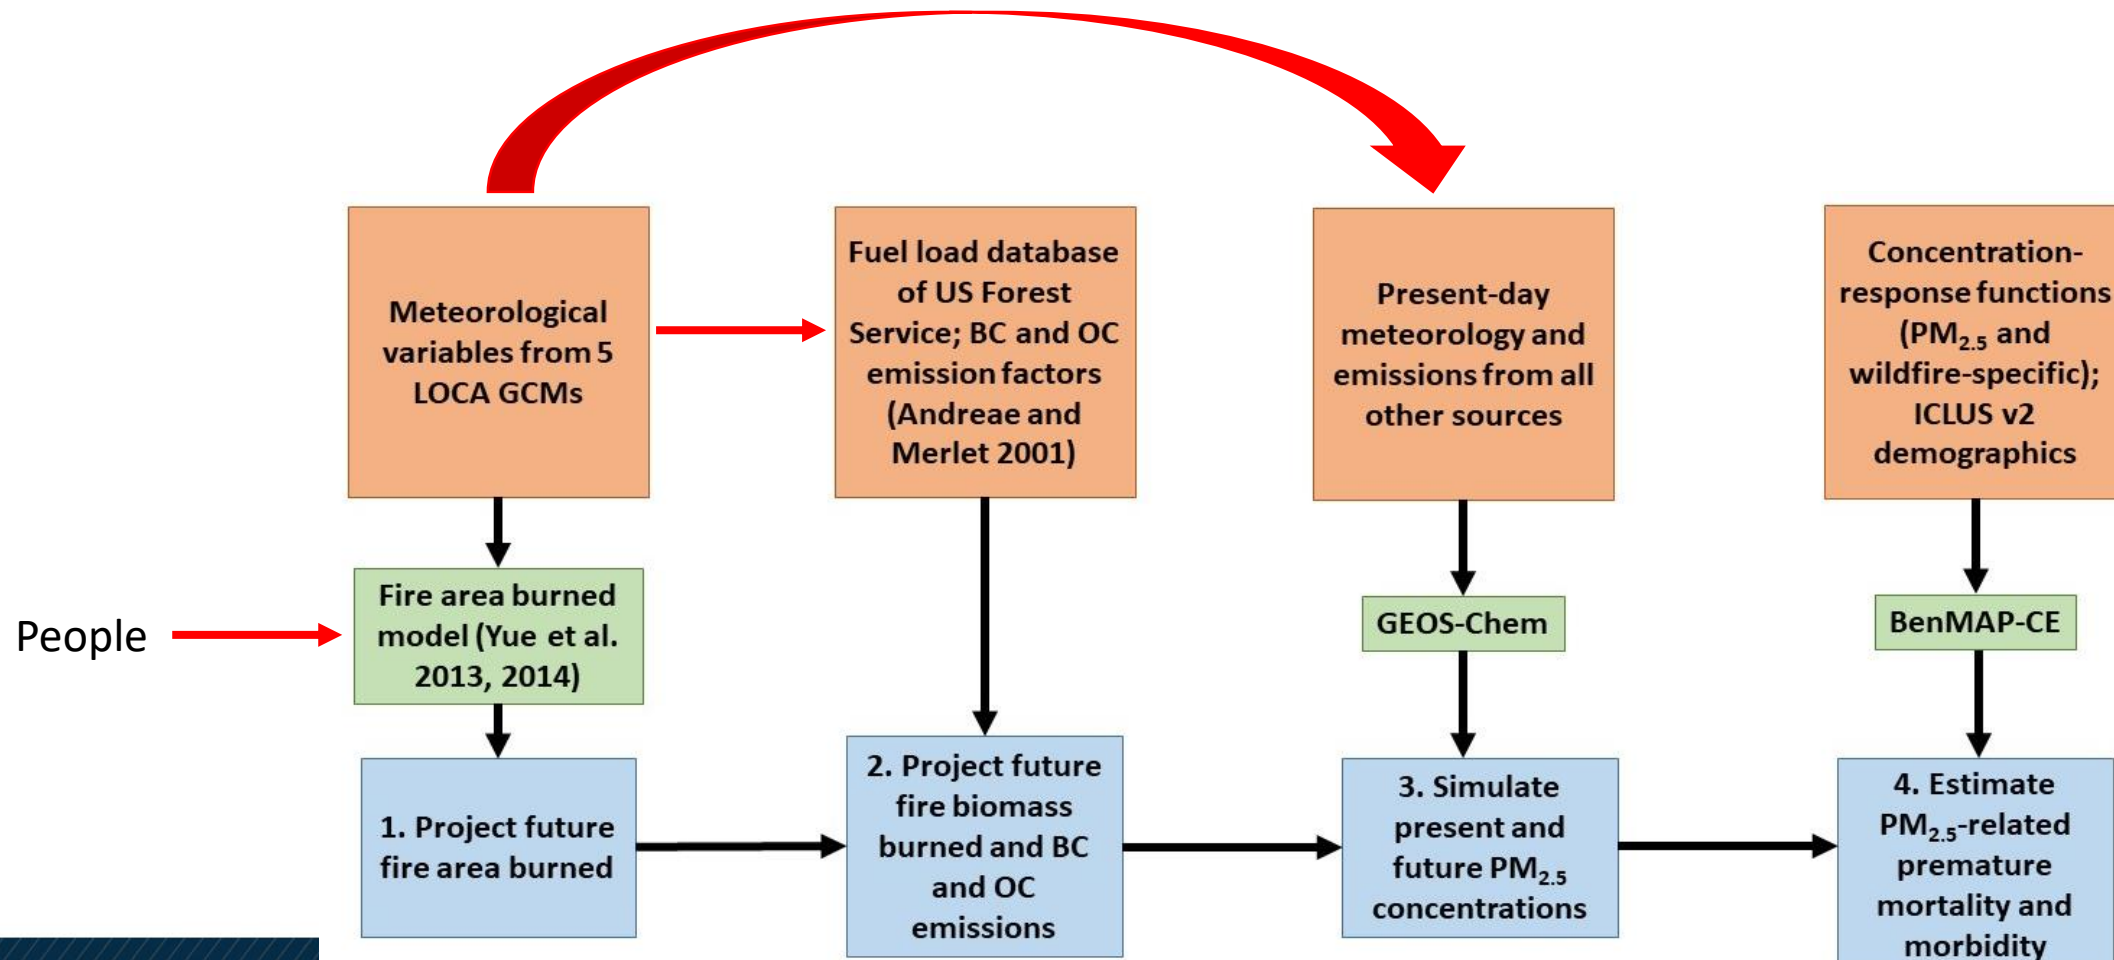 Meteorological
variables from 5
LOCA GCMs
Fuel load database
of US Forest
Service; BC and OC
emission factors
(Andreae and
Merlet 2001)
Present-day
meteorology and
emissions from all
other sources
Concentration-
response functions
(PM2.5 and
wildfire-specific);
ICLUS v2
demographics
People
Fire area burned
model (Yue et al.
2013, 2014)
GEOS-Chem
BenMAP-CE
1. Project future
fire area burned
2. Project future
fire biomass
burned and BC
and OC
emissions
3. Simulate
present and
future PM2.5
concentrations
4. Estimate
PM2.5-related
premature
mortality and
morbidity